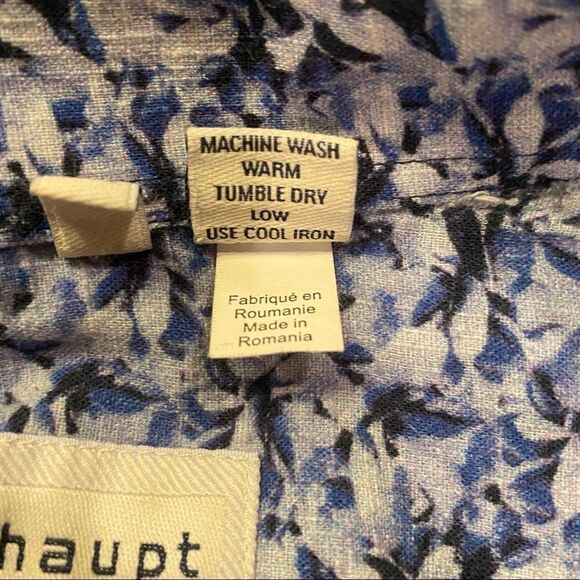 MACHINE WASH
WARM
TUMBLE DRY
LOW
USE COOL IRON
Fabriqué en
Roumanie
Made in
Romania
haupt